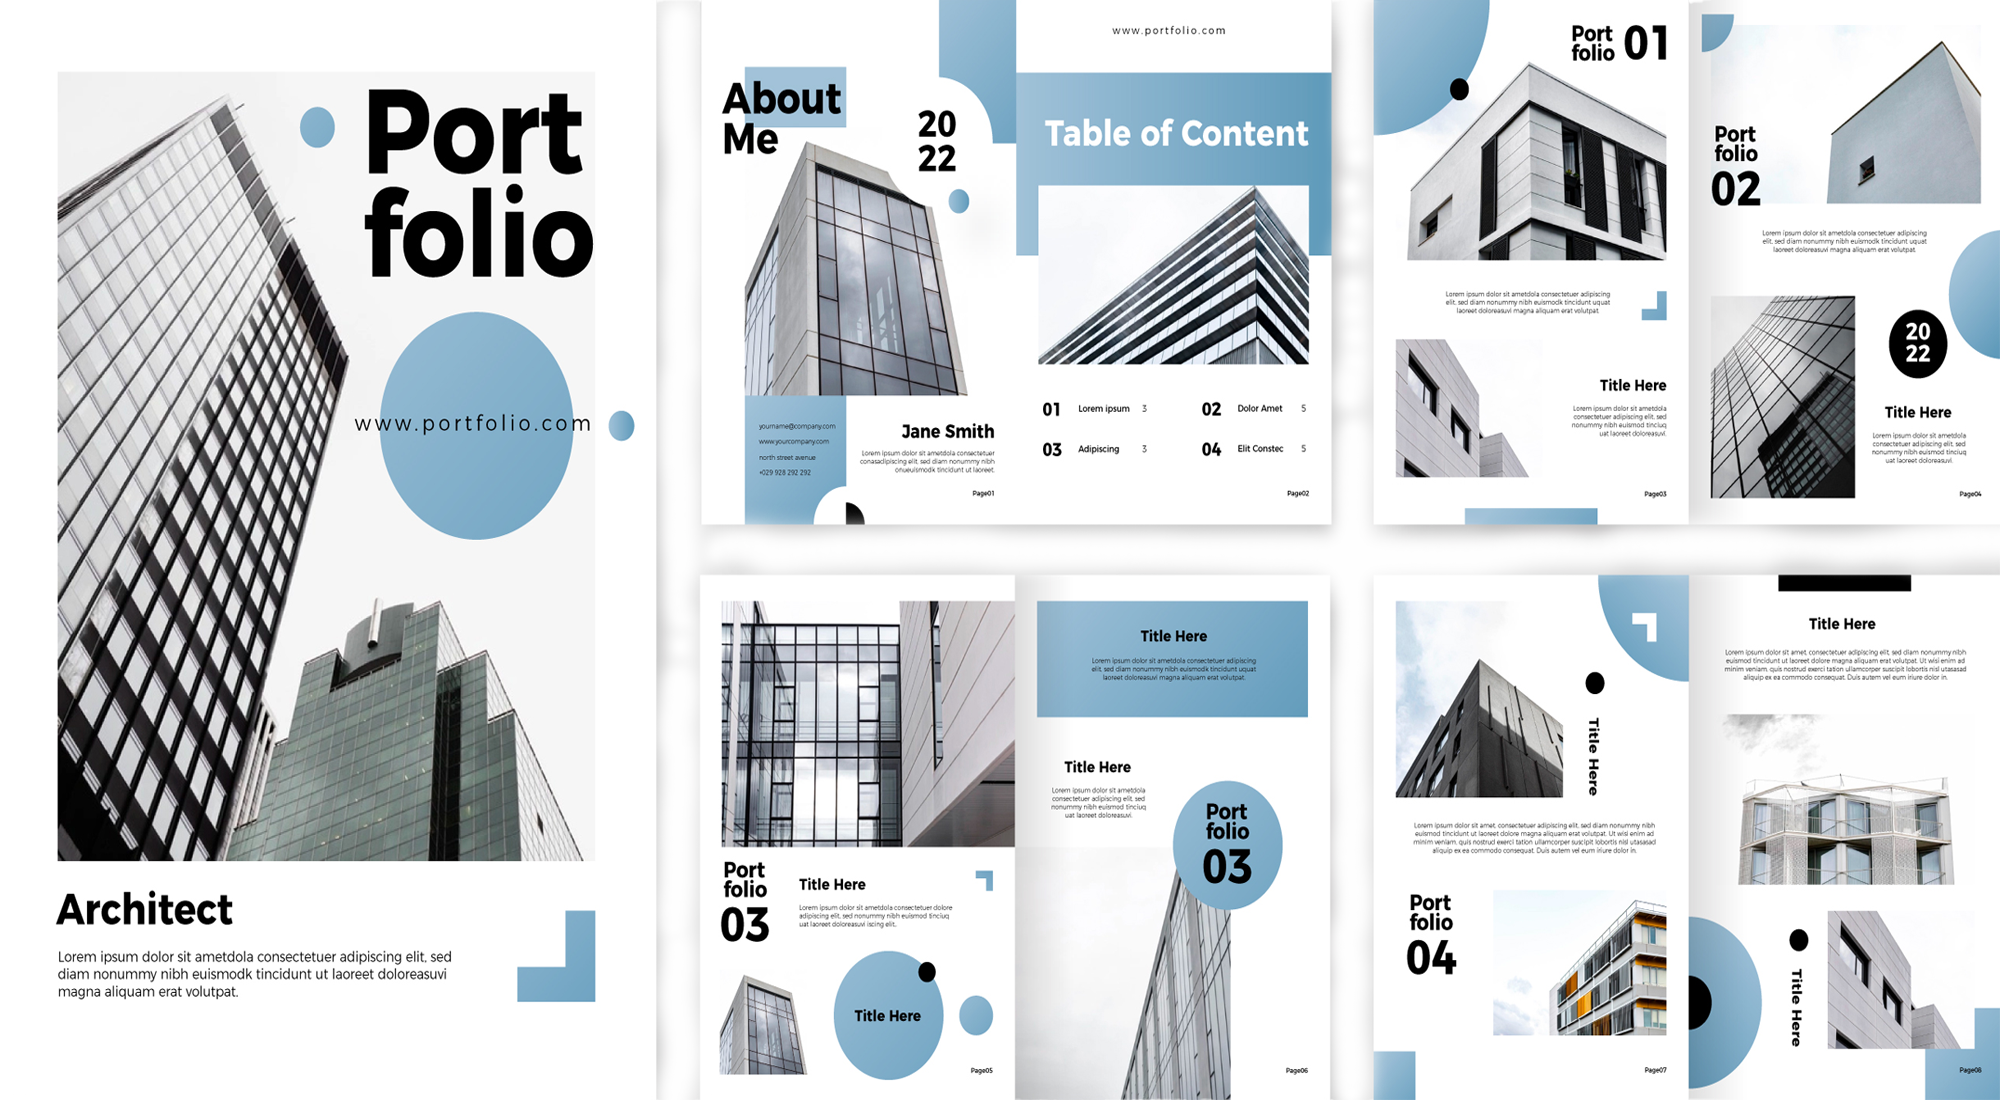 Port
folio
www.portfolio.com
Architect
Lorem ipsum dolor sit ametdola consectetuer adipiscing elit, sed
diam nonummy nibh euismodk tincidunt ut laoreet doloreasuvi
magna aliquam erat volutpat.
About
Me
20
22
yourname@company.com
www.yourcompany.com
north street avenue
+029 928 292 292
Jane Smith
Lorem ipsum dolor sit ametdola consectetuer
conasadipiscing elit, sed diam nonummy nibh
onueuismodk tincidunt ut laoreet.
Page01
www.portfolio.com
Table of Content
01 Lorem ipsum 3
02 Dolor Amet 5
03 Adipiscing 3
04 Elit Constec 5
Page02
Port
folio
01
Lorem ipsum dolor sit ametdola consectetuer adipiscing
elit, sed diam nonummy nibh euismodk tincidunt uquat
laoreet doloreasuvi magna aliquam erat volutpat.
Title Here
Lorem ipsum dolor sit ametdola
consectetuer adipiscing elit, sed
nonummy nibh euismod tinciuq
uat laoreet doloreasuvi.
Page03
Port
folio
02
Lorem ipsum dolor sit ametdola consectetuer adipiscing
elit, sed diam nonummy nibh euismodk tincidunt uquat
laoreet doloreasuvi magna aliquam erat volutpat.
20
22
Title Here
Lorem ipsum dolor sit ametdola
consectetuer adipiscing elit, sed
nonummy nibh euismod tinciuq
uat laoreet doloreasuvi.
Page04
Port
folio
03
Title Here
Lorem ipsum dolor sit ametdola consectetuer dolore
adipiscing elit, sed nonummy nibh euismod tinciuq
uat laoreet doloreasuvi iscing elit.
Title Here
Page05
Title Here
Lorem ipsum dolor sit ametdola consectetuer adipiscing
elit, sed diam nonummy nibh euismodk tincidunt uquat
laoreet doloreasuvi magna aliquam erat volutpat.
Title Here
Lorem ipsum dolor sit ametdola
consectetuer adipiscing elit, sed
nonummy nibh euismod tinciuq
uat laoreet doloreasuvi.
Port
folio
03
Page06
Title Here
Lorem ipsum dolor sit amet, consectetuer adipiscing elit, sed diam nonummy nibh
euismod tincidunt ut laoreet dolore magna aliquam erat volutpat. Ut wisi enim ad
minim veniam, quis nostrud exerci tation ullamcorper suscipit lobortis nisl utasasad
aliquip ex ea commodo consequat. Duis autem vel eum iriure dolor in.
Port
folio
04
Page07
Title Here
Lorem ipsum dolor sit amet, consectetuer adipiscing elit, sed diam nonummy nibh
euismod tincidunt ut laoreet dolore magna aliquam erat volutpat. Ut wisi enim ad
minim veniam, quis nostrud exerci tation ullamcorper suscipit lobortis nisl utasasad
aliquip ex ea commodo consequat. Duis autem vel eum iriure dolor in.
Title Here
Page08